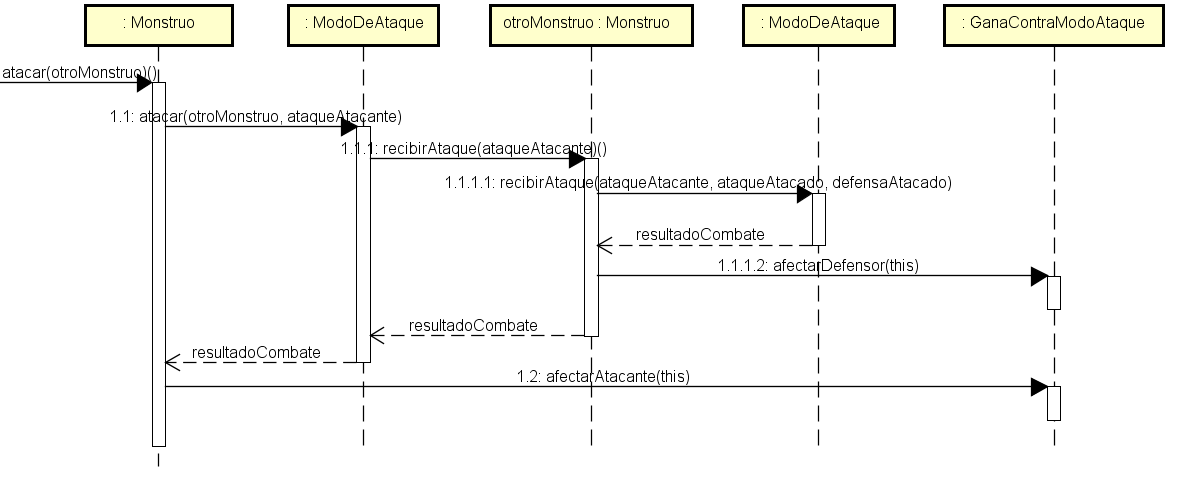 : Monstruo
: ModoDeAtaque
otroMonstruo : Monstruo
: ModoDeAtaque
: GanaContraModoAtaque
atacar(otroMonstruo)()
1.1: atacar(otroMonstruo, ataqueAtacante)
1.1.1: recibirAtaque(ataqueAtacante)()
1.1.1.1: recibirAtaque(ataqueAtacante, ataqueAtacado, defensaAtacado)
resultadoCombate
1.1.1.2: afectarDefensor(this)
resultadoCombate
resultadoCombate
1.2: afectarAtacante(this)